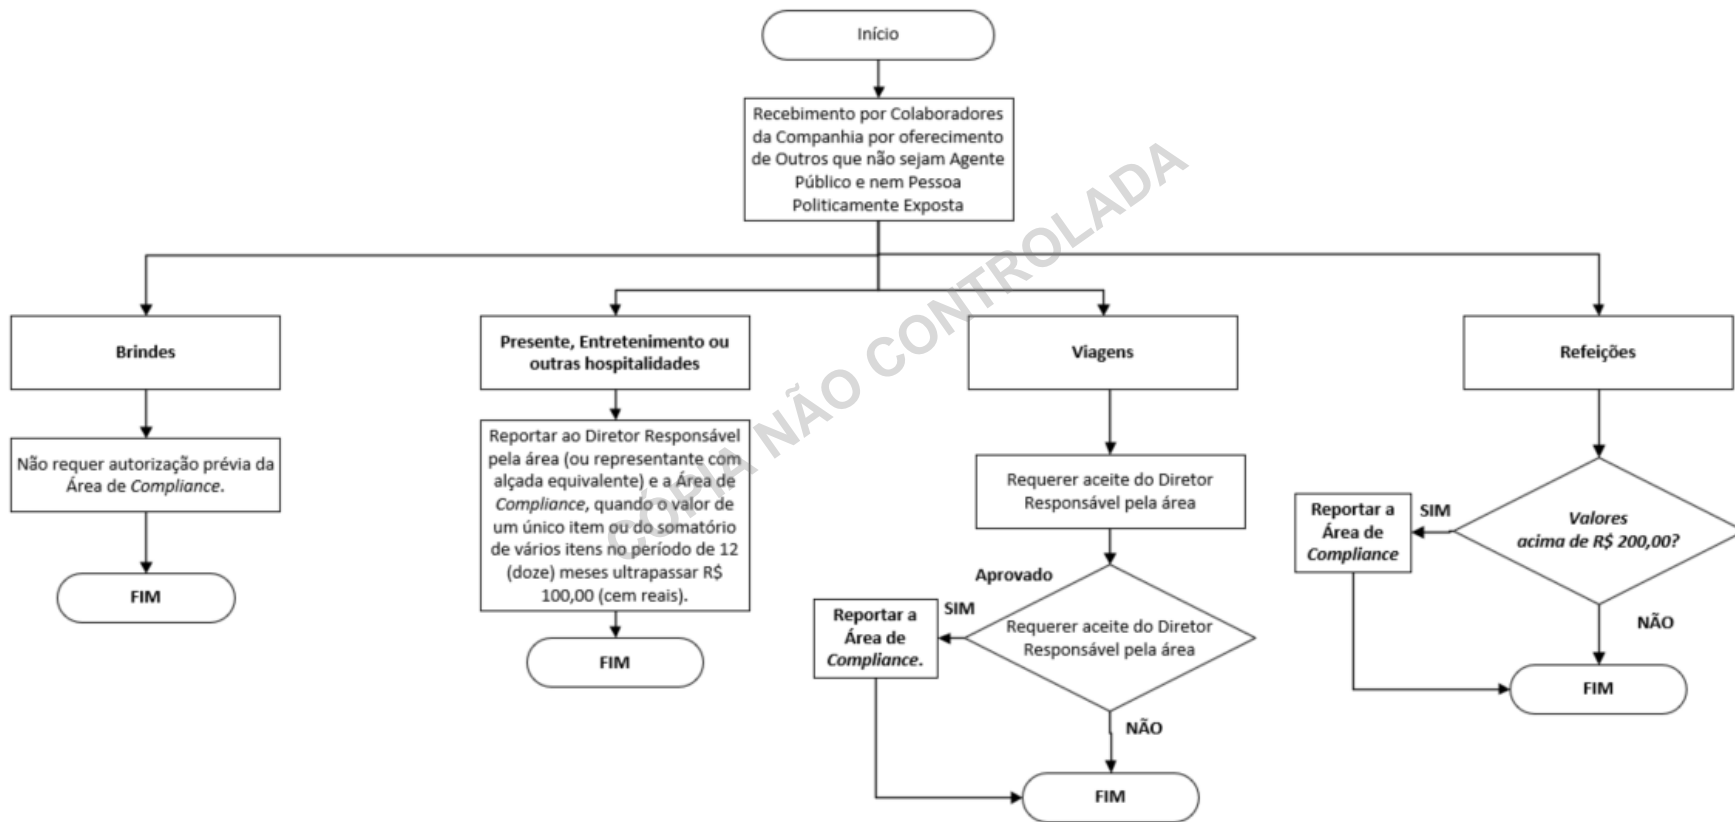 Início
Recebimento por Colaboradores
da Companhia por oferecimento
de Outros que não sejam Agente
Público e nem Pessoa
Politicamente Exposta
Brindes
Presente, Entretenimento ou
outras hospitalidades
Viagens
Refeições
Não requer autorização prévia da
Área de Compliance.
FIM
Reportar ao Diretor Responsável
pela área (ou representante com
alçada equivalente) e a Área de
Compliance, quando o valor de
um único item ou do somatório
de vários itens no período de 12
(doze) meses ultrapassar R$
100,00 (cem reais).
FIM
Requerer aceite do Diretor
Responsável pela área
Aprovado
SIM
Requerer aceite do Diretor
Responsável pela área
Reportar a
Área de
Compliance.
NÃO
FIM
Valores
acima de R$ 200,00?
SIM
Reportar a
Área de
Compliance
NÃO
FIM
CÓPIA NÃO CONTROLADA